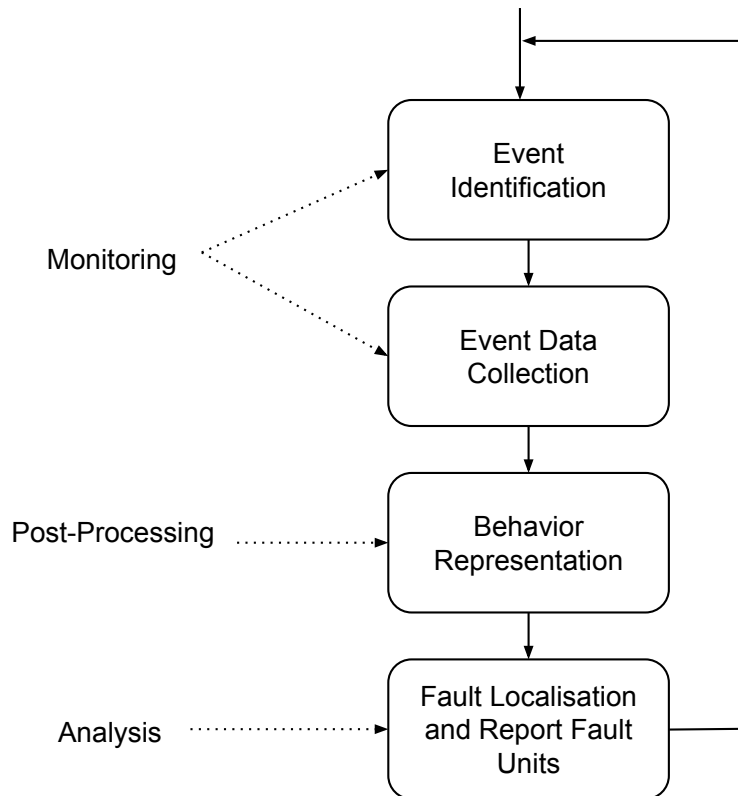 Event
Identification
Monitoring
Event Data
Collection
Post-Processing
Behavior
Representation
Analysis
Fault Localisation
and Report Fault
Units